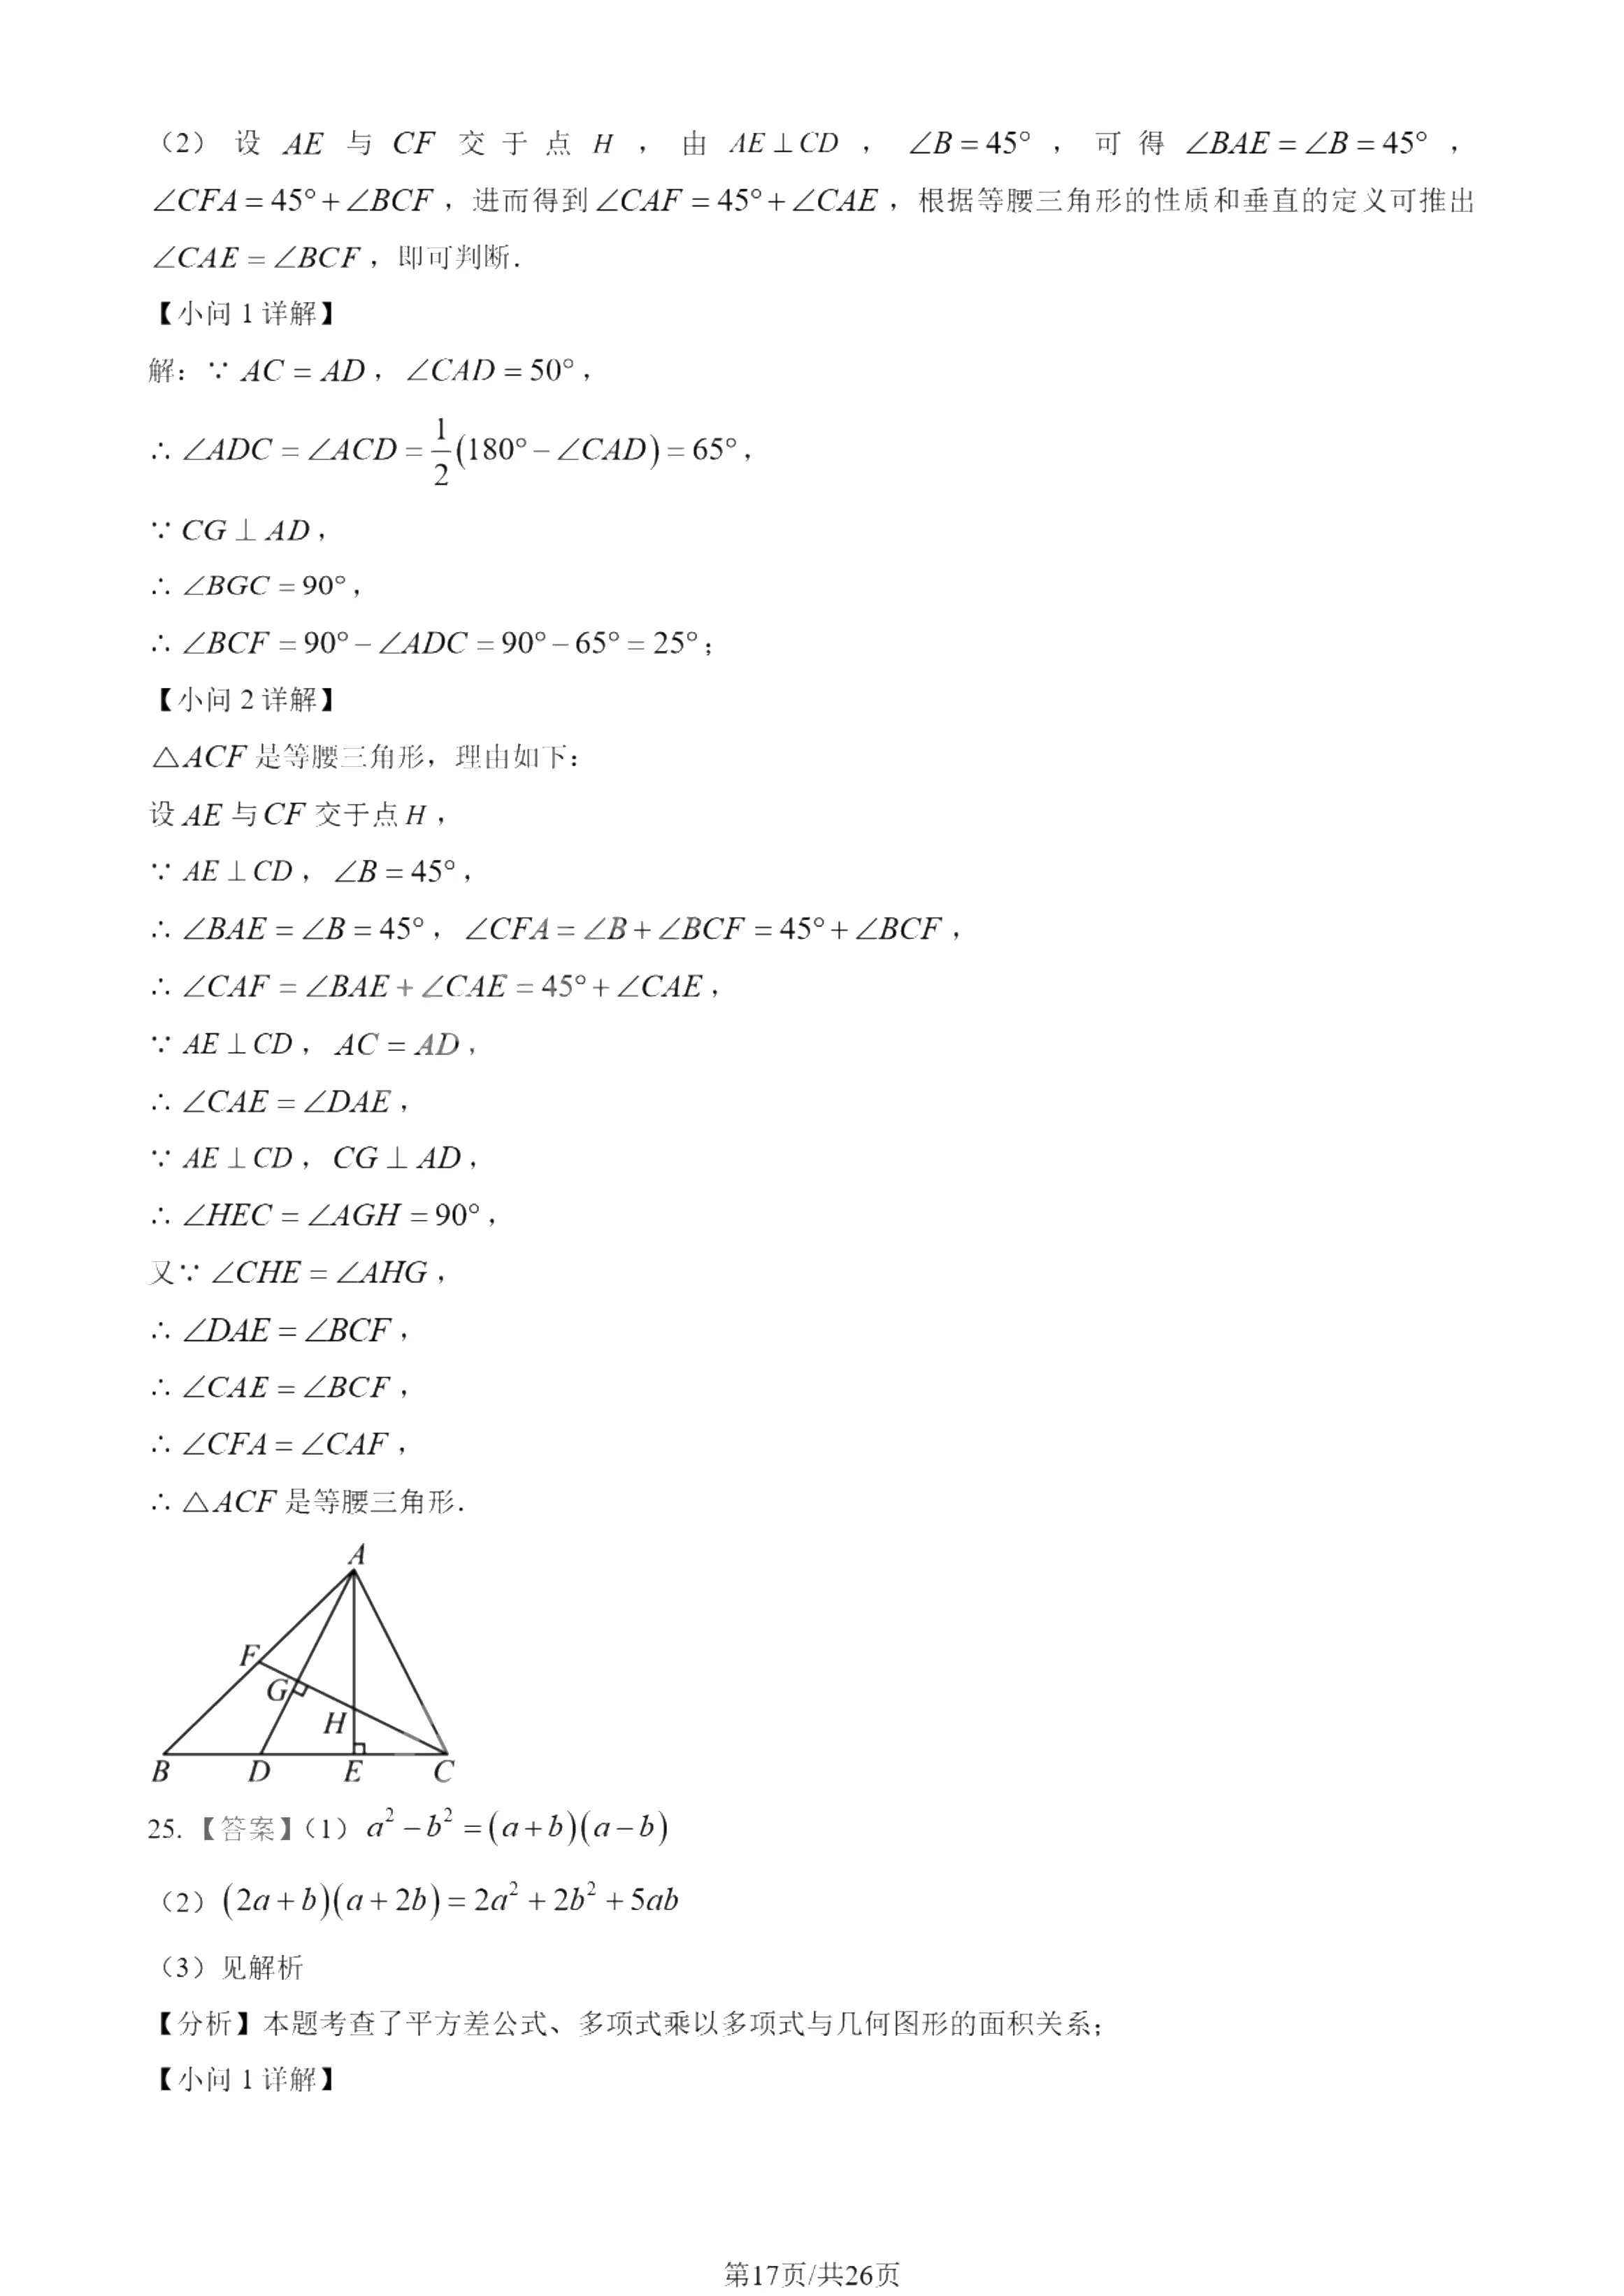 （2）设 AE 与 CF 交于点 H，由 AE⊥CD，∠B=45°，可得∠BAE=∠B=45°，
∠CFA=45°+∠BCF，进而得到∠CAF=45°+∠CAE，根据等腰三角形的性质和垂直的定义可推出
∠CAE=∠BCF，即可判断．
【小问 1 详解】
解：∵ AC=AD，∠CAD=50°，
∴ ∠ADC=∠ACD=1/2(180°−∠CAD)=65°，
∵ CG⊥AD，
∴ ∠BGC=90°，
∴ ∠BCF=90°−∠ADC=90°−65°=25°；
【小问 2 详解】
△ACF 是等腰三角形，理由如下：
设 AE 与 CF 交于点 H，
∵ AE⊥CD，∠B=45°，
∴ ∠BAE=∠B=45°，∠CFA=∠B+∠BCF=45°+∠BCF，
∴ ∠CAF=∠BAE+∠CAE=45°+∠CAE，
∵ AE⊥CD，AC=AD，
∴ ∠CAE=∠DAE，
∵ AE⊥CD，CG⊥AD，
∴ ∠HEC=∠AGH=90°，
又∵ ∠CHE=∠AHG，
∴ ∠DAE=∠BCF，
∴ ∠CAE=∠BCF，
∴ ∠CFA=∠CAF，
∴ △ACF 是等腰三角形．
A
F
G
H
B D E C
25. 【答案】（1）a²−b²=(a+b)(a−b)
（2）(2a+b)(a+2b)=2a²+2b²+5ab
（3）见解析
【分析】本题考查了平方差公式、多项式乘以多项式与几何图形的面积关系；
【小问 1 详解】
第17页/共26页